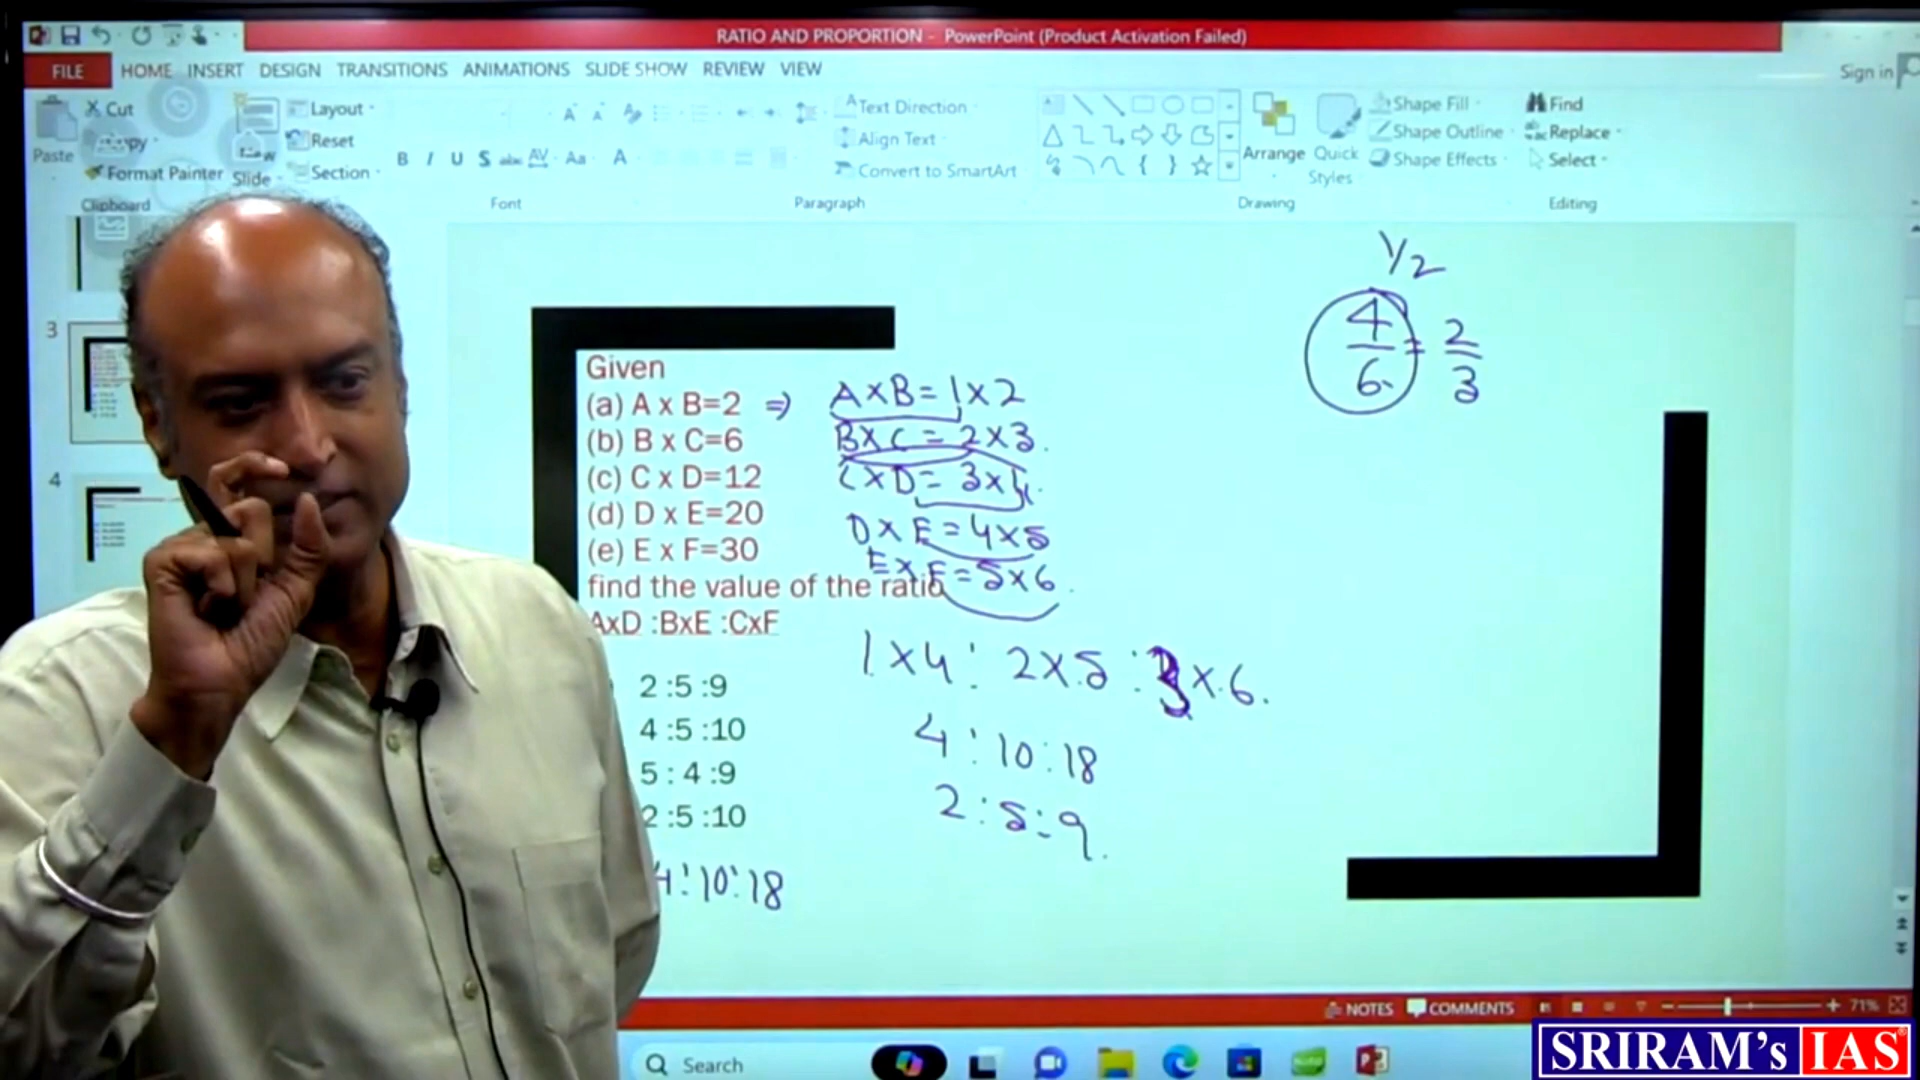 RATIO AND PROPORTION - PowerPoint (Product Activation Failed)
FILE HOME INSERT DESIGN TRANSITIONS ANIMATIONS SLIDE SHOW REVIEW VIEW
Sign in
Cut
Format Painter
Paste
Clipboard
Slide
Layout
Reset
Section
B I U S abc AV Aa A
Font
Text Direction
Align Text
Convert to SmartArt
Paragraph
Arrange
Quick Styles
Shape Fill
Shape Outline
Shape Effects
Drawing
Find
Replace
Select
Editing
3
4
1/2
4/6 = 2/3
Given
(a) A x B=2 ⇒ A×B=1×2
(b) B x C=6 B×C=2×3
(c) C x D=12 C×D=3×4
(d) D x E=20 D×E=4×5
(e) E x F=30 E×F=5×6
find the value of the ratio
AxD :BxE :CxF
1×4 : 2×5 : 3×6
2 :5 :9
4 :5 :10
5 : 4 :9
2 :5 :10
4:10:18
4:10:18
2:5:9
NOTES COMMENTS 71%
Search
SRIRAM's IAS